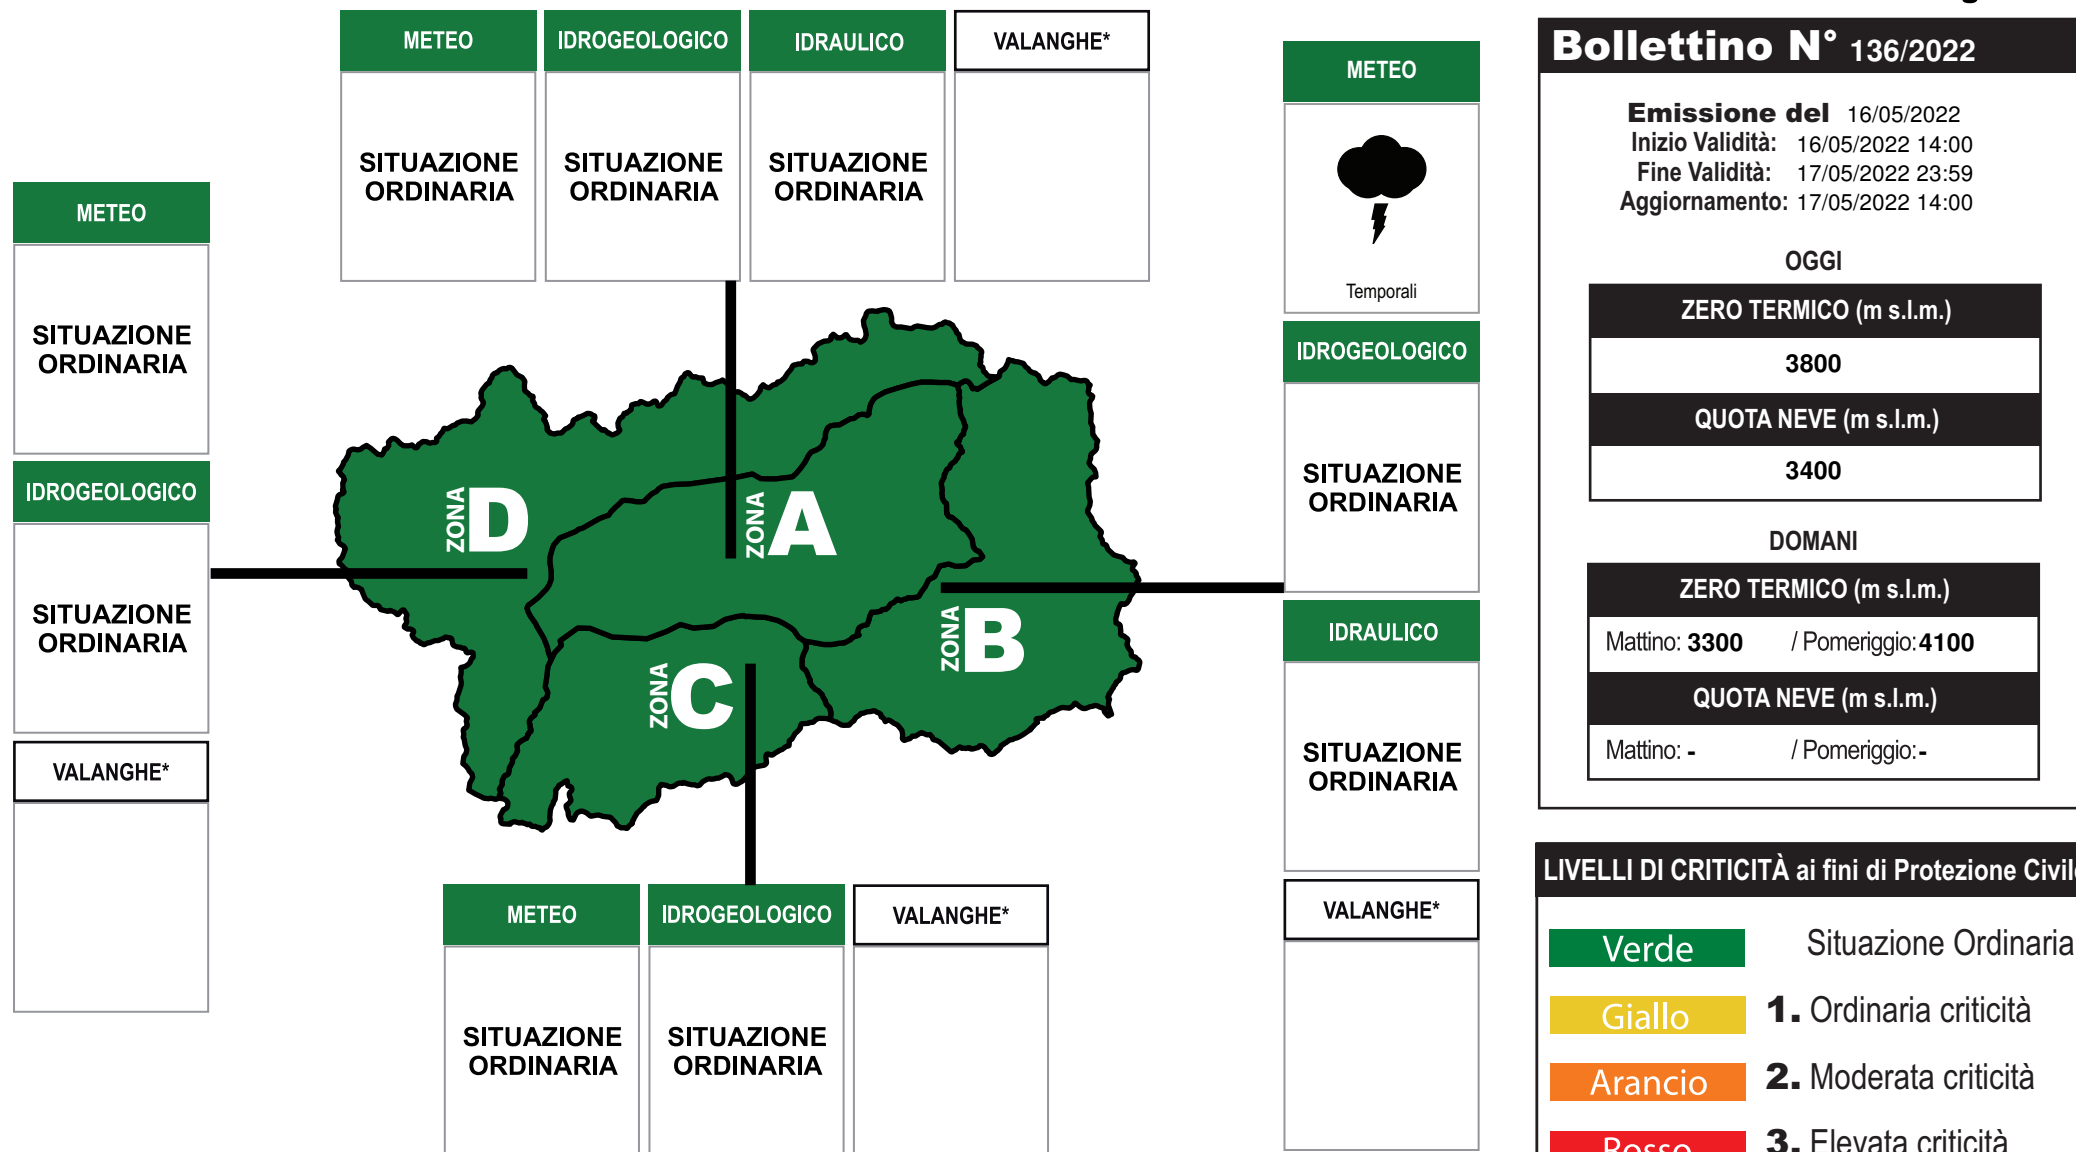 METEO
IDROGEOLOGICO
IDRAULICO
VALANGHE*
SITUAZIONE
ORDINARIA
SITUAZIONE
ORDINARIA
SITUAZIONE
ORDINARIA
METEO
SITUAZIONE
ORDINARIA
IDROGEOLOGICO
SITUAZIONE
ORDINARIA
VALANGHE*
ZONA D
ZONA A
ZONA B
ZONA C
METEO
Temporali
IDROGEOLOGICO
SITUAZIONE
ORDINARIA
IDRAULICO
SITUAZIONE
ORDINARIA
VALANGHE*
METEO
IDROGEOLOGICO
VALANGHE*
SITUAZIONE
ORDINARIA
SITUAZIONE
ORDINARIA
Bollettino N° 136/2022
Emissione del 16/05/2022
Inizio Validità: 16/05/2022 14:00
Fine Validità: 17/05/2022 23:59
Aggiornamento: 17/05/2022 14:00
OGGI
ZERO TERMICO (m s.l.m.)
3800
QUOTA NEVE (m s.l.m.)
3400
DOMANI
ZERO TERMICO (m s.l.m.)
Mattino: 3300 / Pomeriggio: 4100
QUOTA NEVE (m s.l.m.)
Mattino: - / Pomeriggio: -
LIVELLI DI CRITICITÀ ai fini di Protezione Civile
Verde Situazione Ordinaria
Giallo 1. Ordinaria criticità
Arancio 2. Moderata criticità
Rosso 3. Elevata criticità